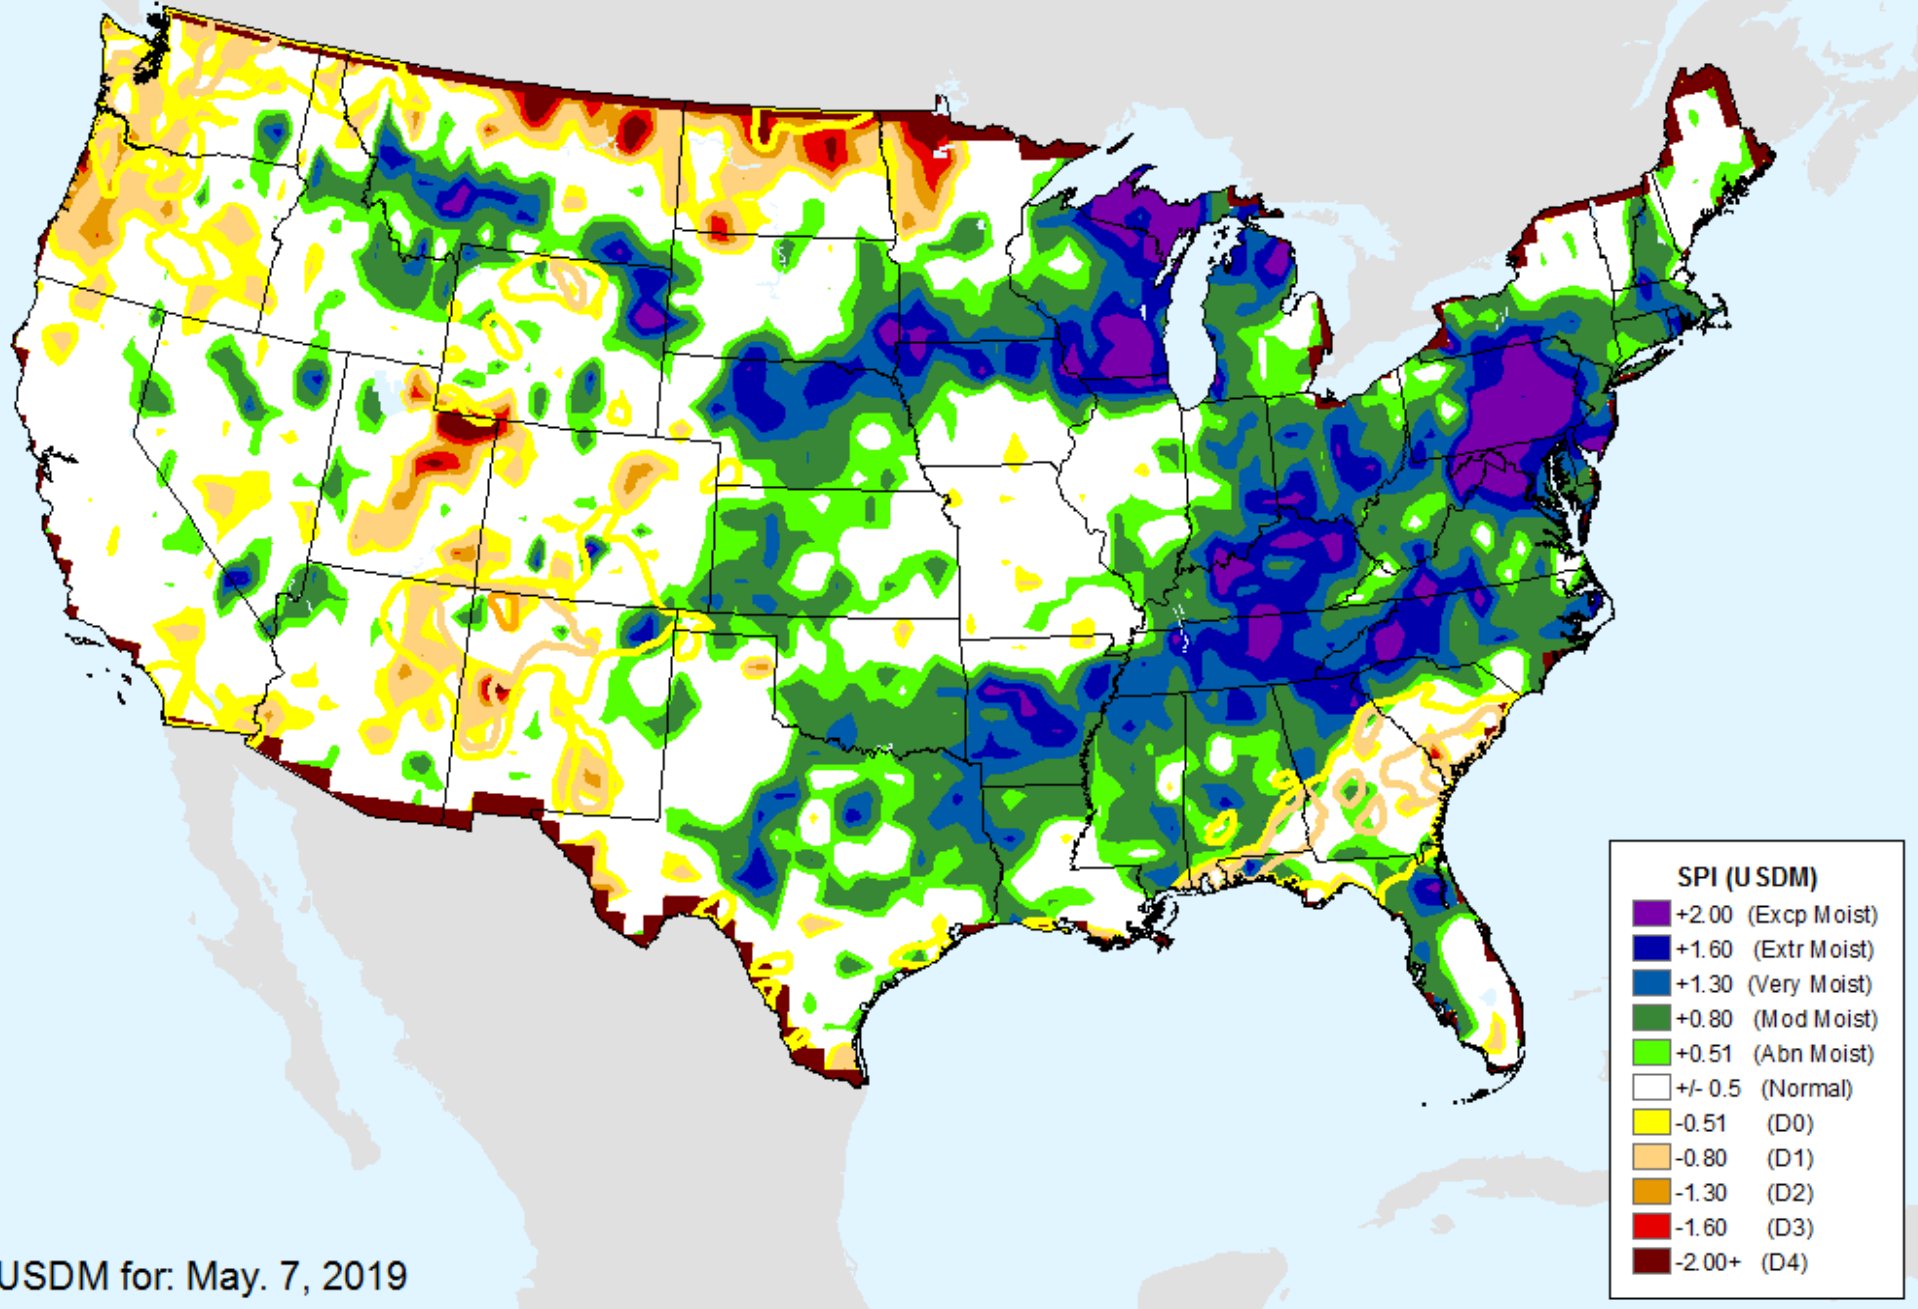 SPI (USDM)
+2.00 (Excp Moist)
+1.60 (Extr Moist)
+1.30 (Very Moist)
+0.80 (Mod Moist)
+0.51 (Abn Moist)
+/- 0.5 (Normal)
-0.51 (D0)
-0.80 (D1)
-1.30 (D2)
-1.60 (D3)
-2.00+ (D4)
USDM for: May. 7, 2019